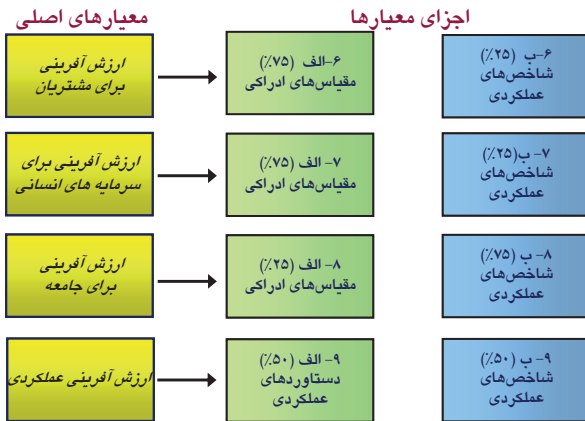 معیارهای اصلی
اجزای معیارها
ارزش آفرینی
برای مشتریان
۶-الف (۷۵٪)
مقیاس‌های ادراکی
۶-ب (۲۵٪)
شاخص‌های
عملکردی
ارزش آفرینی برای
سرمایه های انسانی
۷- الف (۷۵٪)
مقیاس‌های ادراکی
۷- ب(۲۵٪)
شاخص‌های
عملکردی
ارزش آفرینی
برای جامعه
۸- الف (۲۵٪)
مقیاس‌های ادراکی
۸- ب (۷۵٪)
شاخص‌های
عملکردی
ارزش آفرینی عملکردی
۹- الف (۵۰٪)
دستاوردهای
عملکردی
۹- ب (۵۰٪)
شاخص‌های
عملکردی